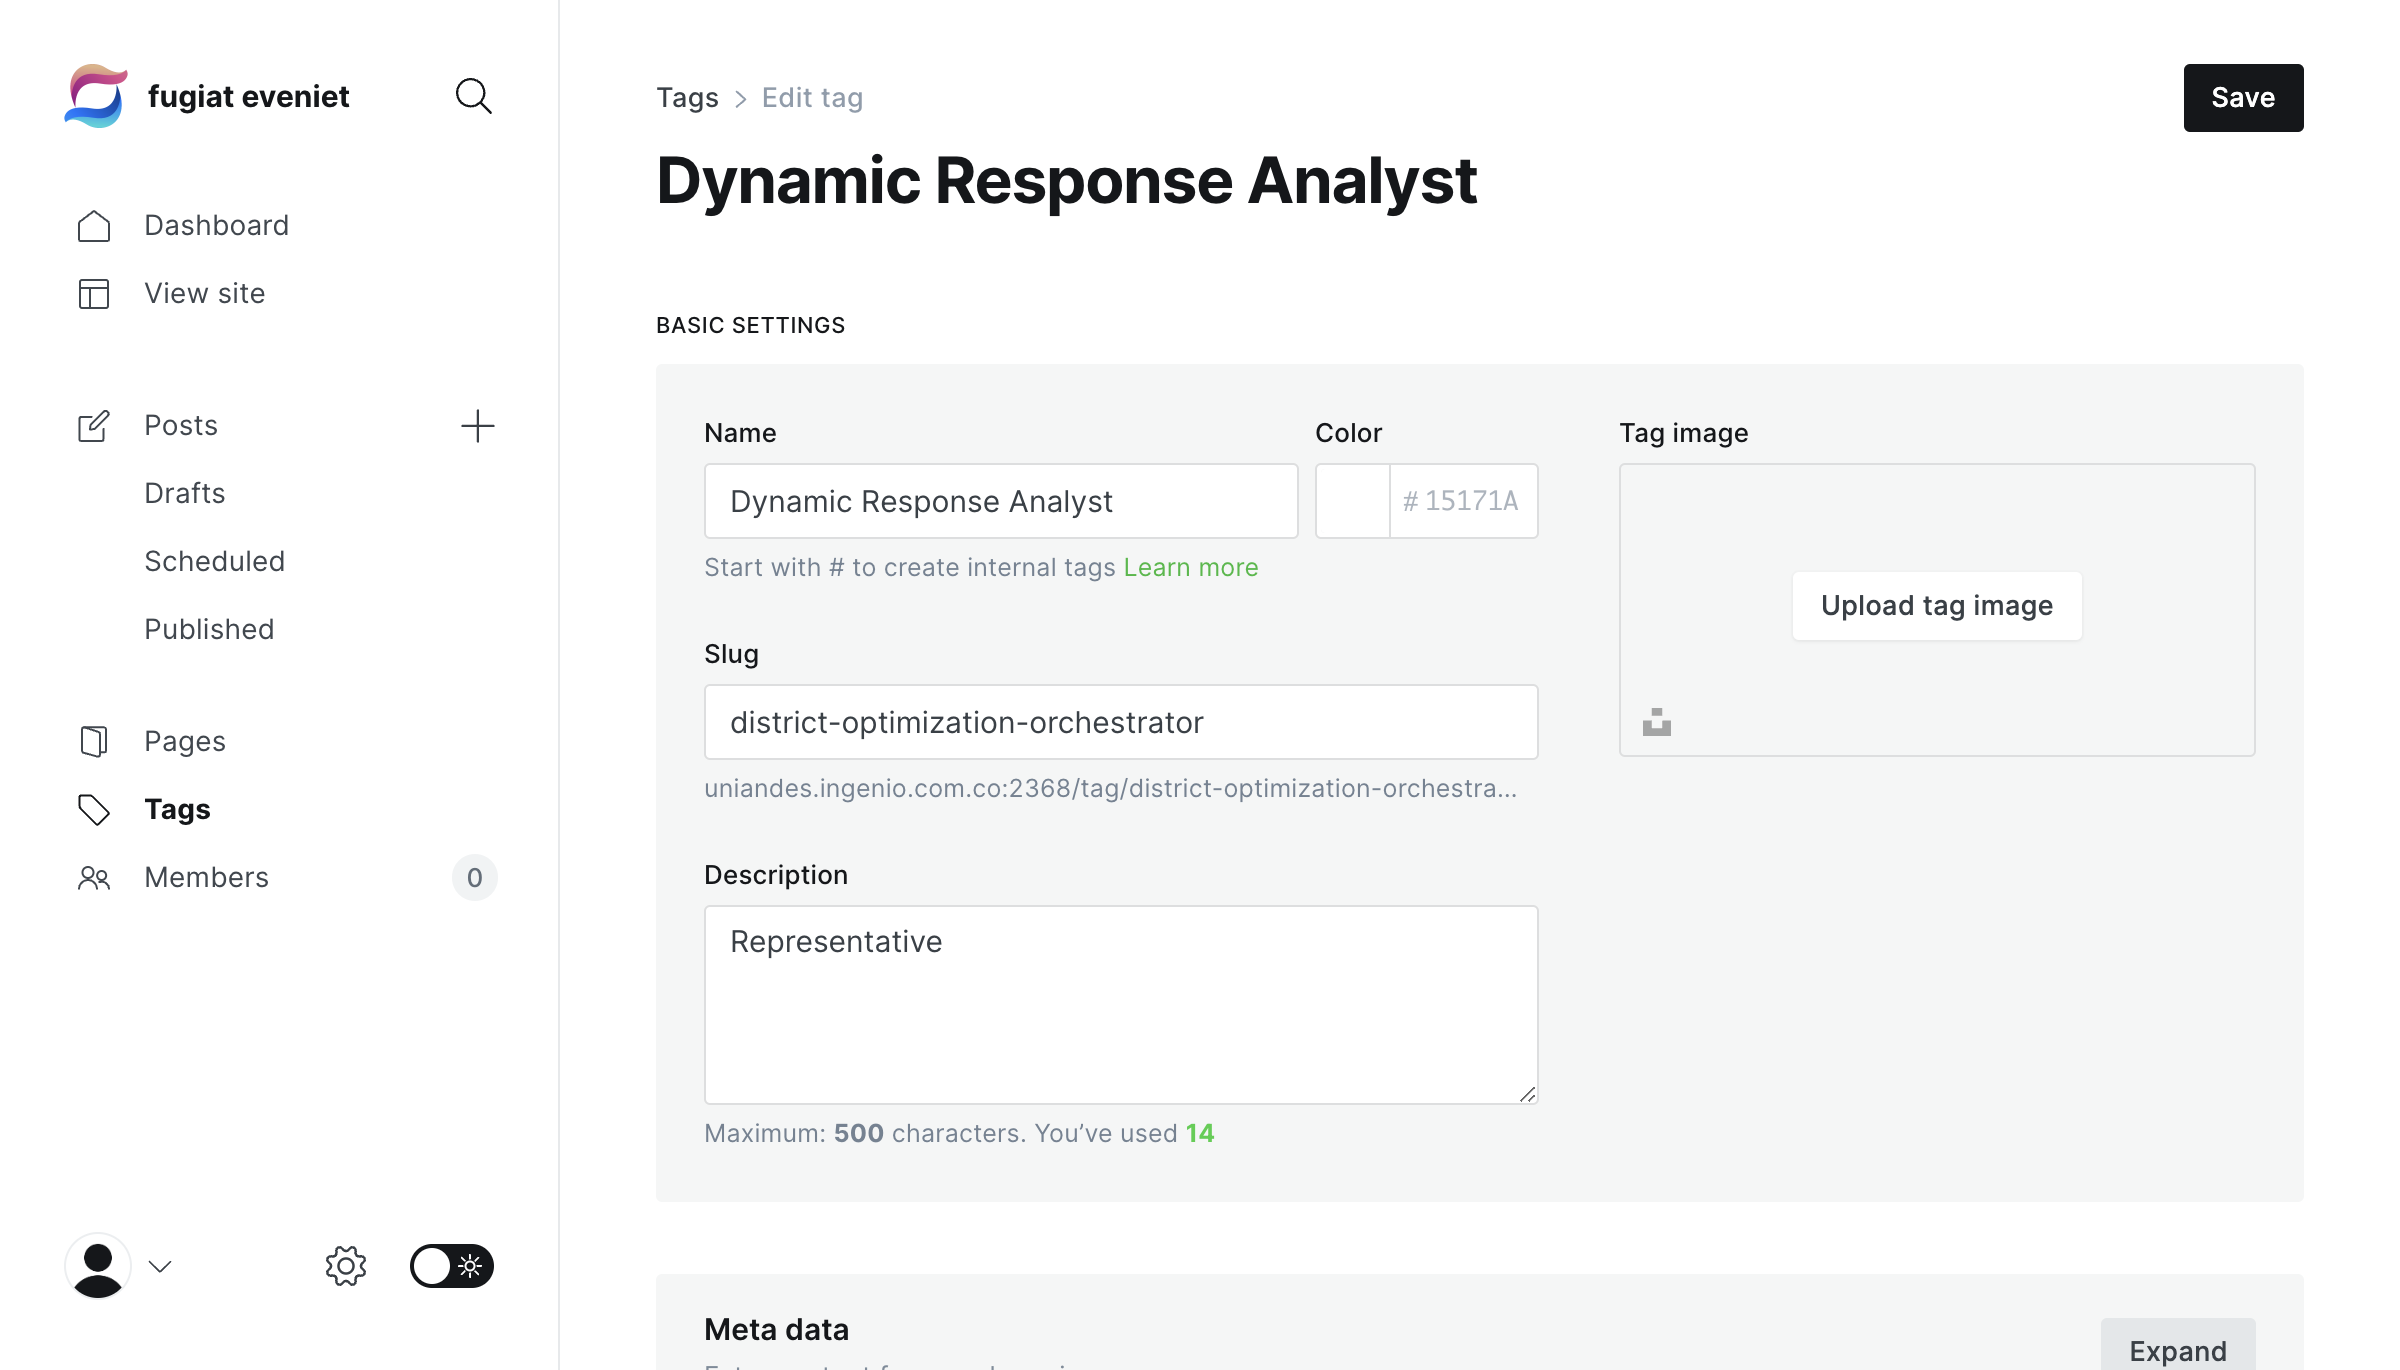 fugiat eveniet
Dashboard
View site
Posts
Drafts
Scheduled
Published
Pages
Tags
Members
0
Tags > Edit tag
Save
Dynamic Response Analyst
BASIC SETTINGS
Name
Dynamic Response Analyst
Start with # to create internal tags Learn more
Color
# 15171A
Slug
district-optimization-orchestrator
uniandes.ingenio.com.co:2368/tag/district-optimization-orchestra...
Description
Representative
Maximum: 500 characters. You’ve used 14
Tag image
Upload tag image
Meta data
Expand